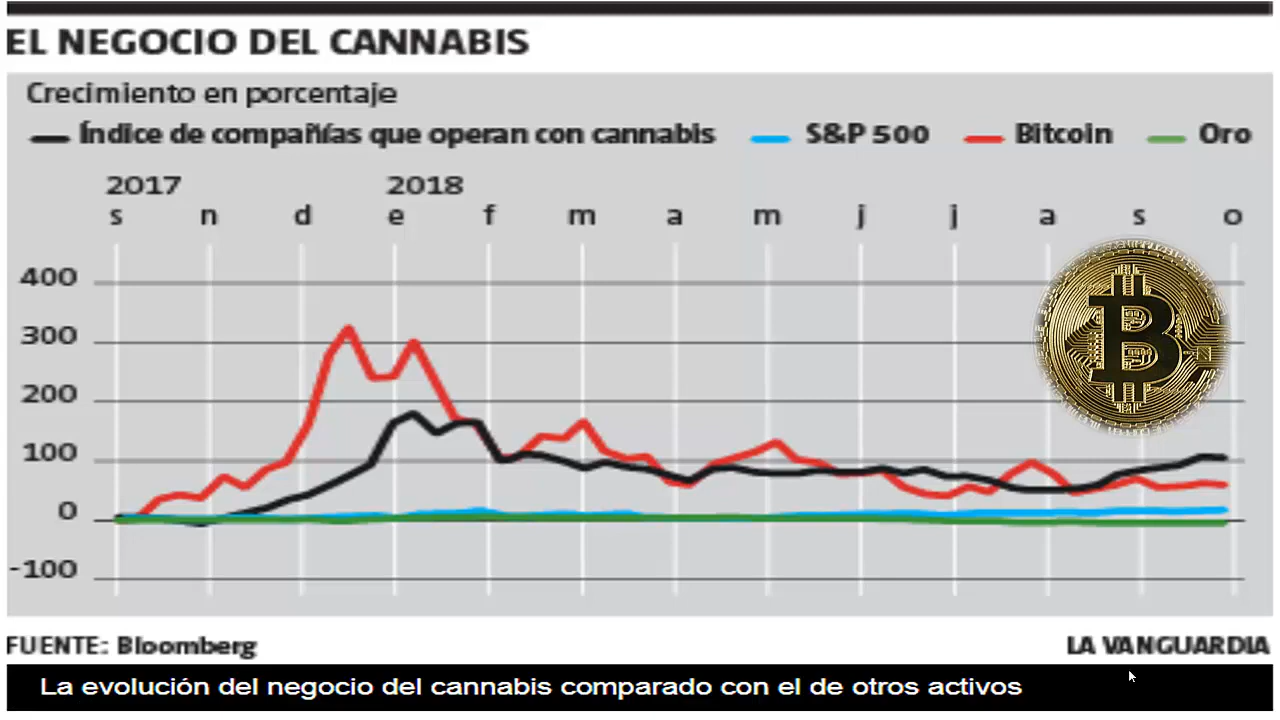 EL NEGOCIO DEL CANNABIS
Crecimiento en porcentaje
Índice de compañías que operan con cannabis S&P 500 Bitcoin Oro
2017 2018
s n d e f m a m j j a s o
400
300
200
100
0
-100
FUENTE: Bloomberg LA VANGUARDIA
La evolución del negocio del cannabis comparado con el de otros activos